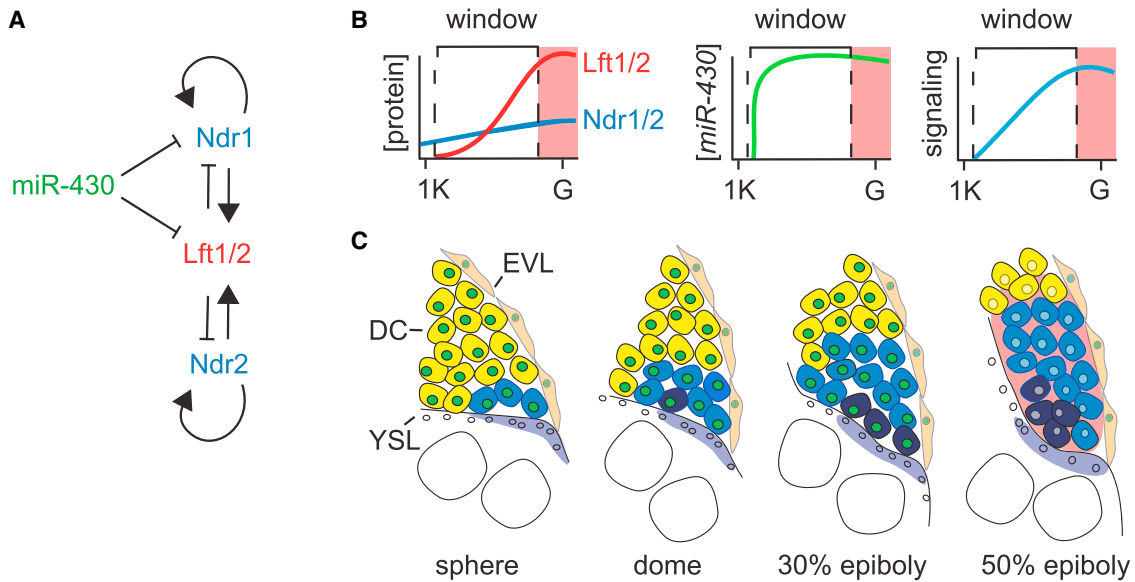 A
Ndr1
miR-430
Lft1/2
Ndr2
B
window
[protein]
Lft1/2
Ndr1/2
1K
G
window
[miR-430]
1K
G
window
signaling
1K
G
C
EVL
DC
YSL
sphere
dome
30% epiboly
50% epiboly